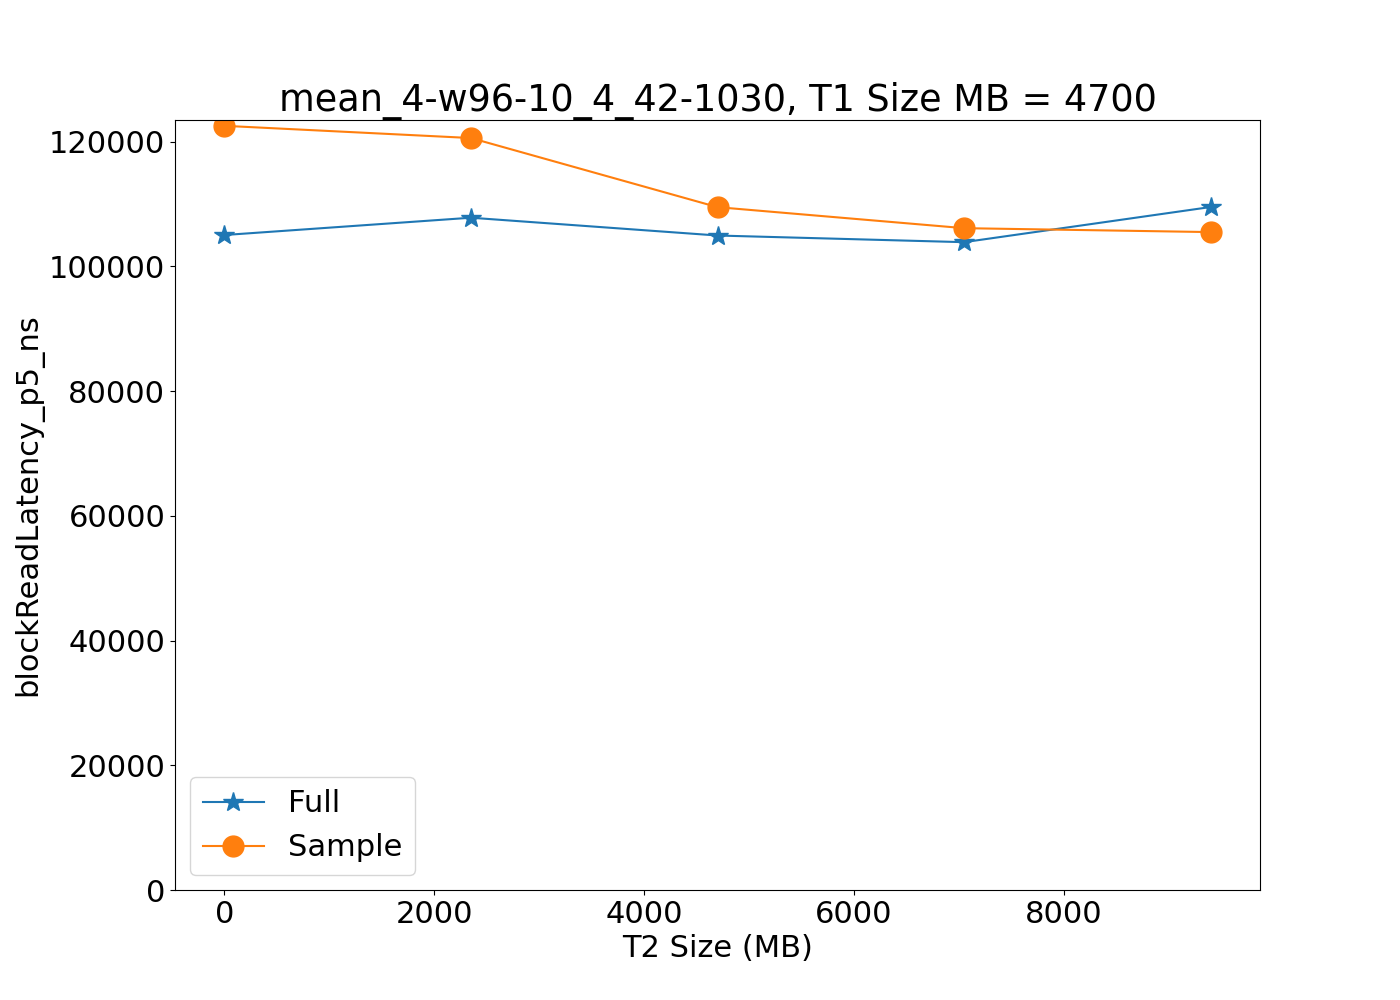 mean_4-w96-10_4_42-1030, T1 Size MB = 4700
120000
100000
80000
60000
40000
20000
0
blockReadLatency_p5_ns
Full
Sample
0 2000 4000 6000 8000
T2 Size (MB)